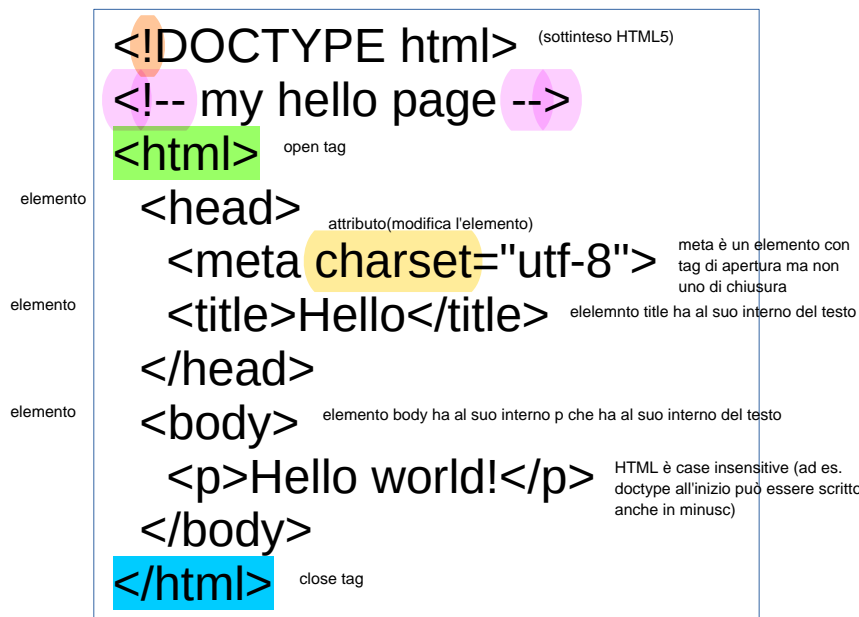 <!DOCTYPE html> (sottinteso HTML5)
<!-- my hello page -->
<html> open tag
elemento <head>
attributo(modifica l'elemento)
<meta charset="utf-8"> meta è un elemento con
tag di apertura ma non
uno di chiusura
elemento <title>Hello</title> elelemnto title ha al suo interno del testo
</head>
elemento <body> elemento body ha al suo interno p che ha al suo interno del testo
<p>Hello world!</p> HTML è case insensitive (ad es.
doctype all'inizio può essere scritto
anche in minusc)
</body>
</html> close tag